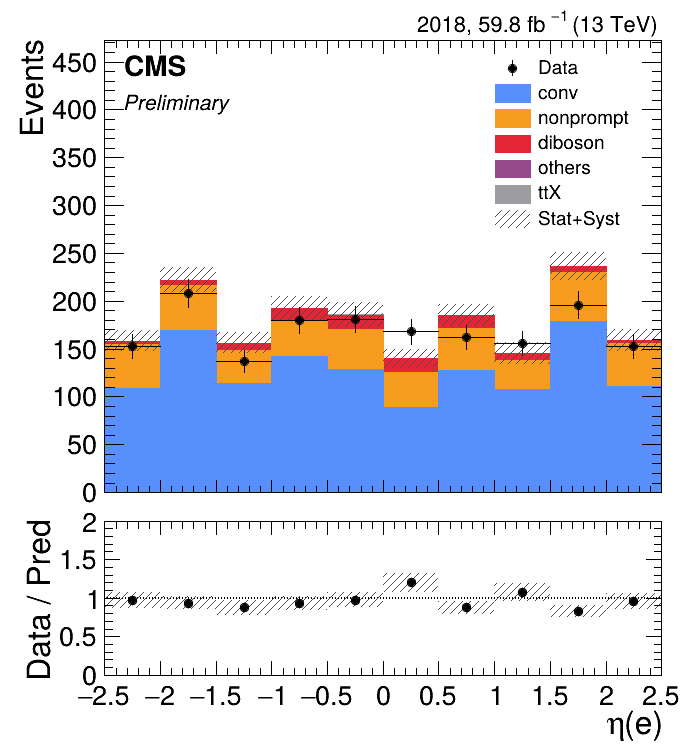 2018, 59.8 fb⁻¹ (13 TeV)
Events
450
400
350
300
250
200
150
100
50
0
CMS
Preliminary
Data
conv
nonprompt
diboson
others
ttX
Stat+Syst
Data / Pred
2
1.5
1
0.5
0
−2.5 −2 −1.5 −1 −0.5 0 0.5 1 1.5 2 2.5
η(e)